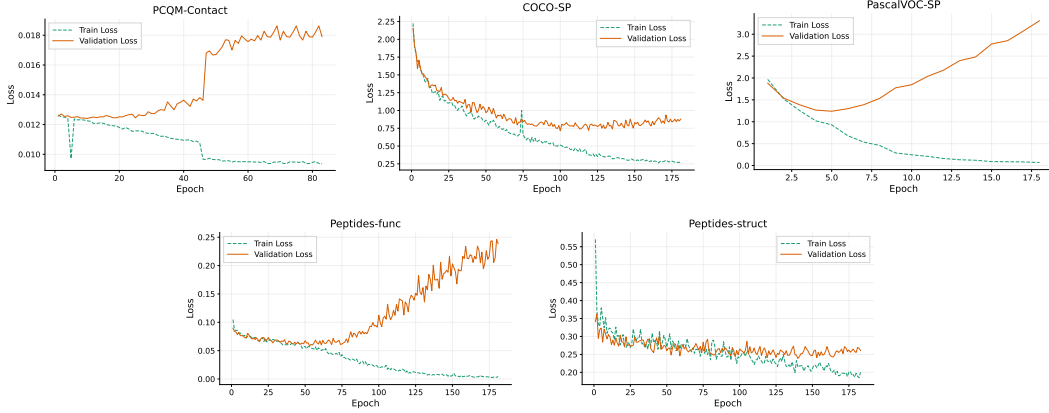 PCQM-Contact
Train Loss
Validation Loss
0.018
0.016
0.014
0.012
0.010
Loss
0
20
40
60
80
Epoch
COCO-SP
Train Loss
Validation Loss
2.25
2.00
1.75
1.50
1.25
1.00
0.75
0.50
0.25
Loss
0
25
50
75
100
125
150
175
Epoch
PascalVOC-SP
Train Loss
Validation Loss
3.0
2.5
2.0
1.5
1.0
0.5
0.0
Loss
2.5
5.0
7.5
10.0
12.5
15.0
17.5
Epoch
Peptides-func
Train Loss
Validation Loss
0.25
0.20
0.15
0.10
0.05
0.00
Loss
0
25
50
75
100
125
150
175
Epoch
Peptides-struct
Train Loss
Validation Loss
0.55
0.50
0.45
0.40
0.35
0.30
0.25
0.20
Loss
0
25
50
75
100
125
150
175
Epoch